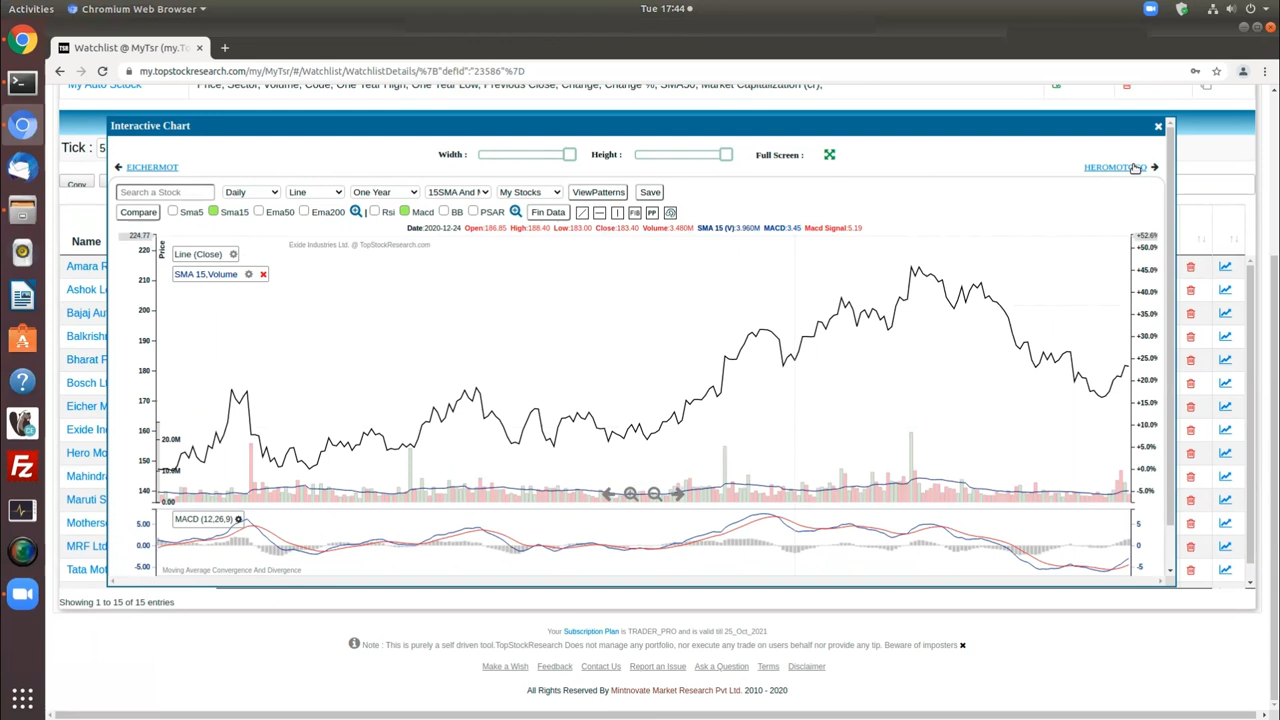 Activities Chromium Web Browser Tue 17:44
Watchlist @ MyTsr (my.To
my.topstockresearch.com/my/MyTsr/#/Watchlist/WatchlistDetails/%7B"defId":"23586"%7D
My Auto Sctock Price, Sector, Volume, Code, One Year High, One Year Low, Previous Close, Change, Change %, SMA50, Market Capitalization (cr),
Interactive Chart
Tick : 5
Width : Height : Full Screen :
EICHERMOT
Copy
Search a Stock Daily Line One Year 15SMA And M My Stocks ViewPatterns Save
Compare Sma5 Sma15 Ema50 Ema200 Rsi Macd BB PSAR Fin Data
Date:2020-12-24 Open:186.85 High:188.40 Low:183.00 Close:183.40 Volume:3.480M SMA 15 (V):3.960M MACD:3.45 Macd Signal:5.19
224.77 Price Exide Industries Ltd. @ TopStockResearch.com +52.69
Line (Close)
SMA 15,Volume
220
210
200
190
180
170
160
150
140
20.0M
10.0M
0.00
+50.0%
+45.0%
+40.0%
+35.0%
+30.0%
+25.0%
+20.0%
+15.0%
+10.0%
+5.0%
+0.0%
-5.0%
MACD (12,26,9)
5.00
0.00
-5.00
5
0
-5
Moving Average Convergence And Divergence
Name
Amara R
Ashok Le
Bajaj Aut
Balkrishn
Bharat F
Bosch Lt
Eicher M
Exide Ind
Hero Mo
Mahindra
Maruti S
Mothers
MRF Ltd
Tata Mot
Showing 1 to 15 of 15 entries
Your Subscription Plan is TRADER_PRO and is valid till 25_Oct_2021
Note : This is purely a self driven tool.TopStockResearch Does not manage any portfolio, nor execute any trade on users behalf nor provide any tip. Beware of imposters
Make a Wish Feedback Contact Us Report an Issue Ask a Question Terms Disclaimer
All Rights Reserved By Mintnovate Market Research Pvt Ltd. 2010 - 2020